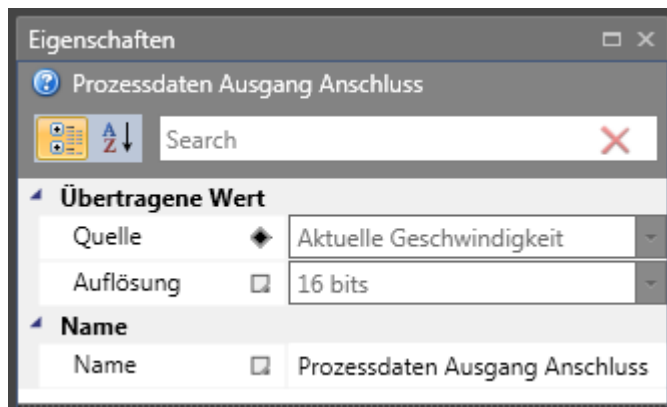 Eigenschaften
Prozessdaten Ausgang Anschluss
A Z Search
Übertragene Wert
Quelle Aktuelle Geschwindigkeit
Auflösung 16 bits
Name
Name Prozessdaten Ausgang Anschluss